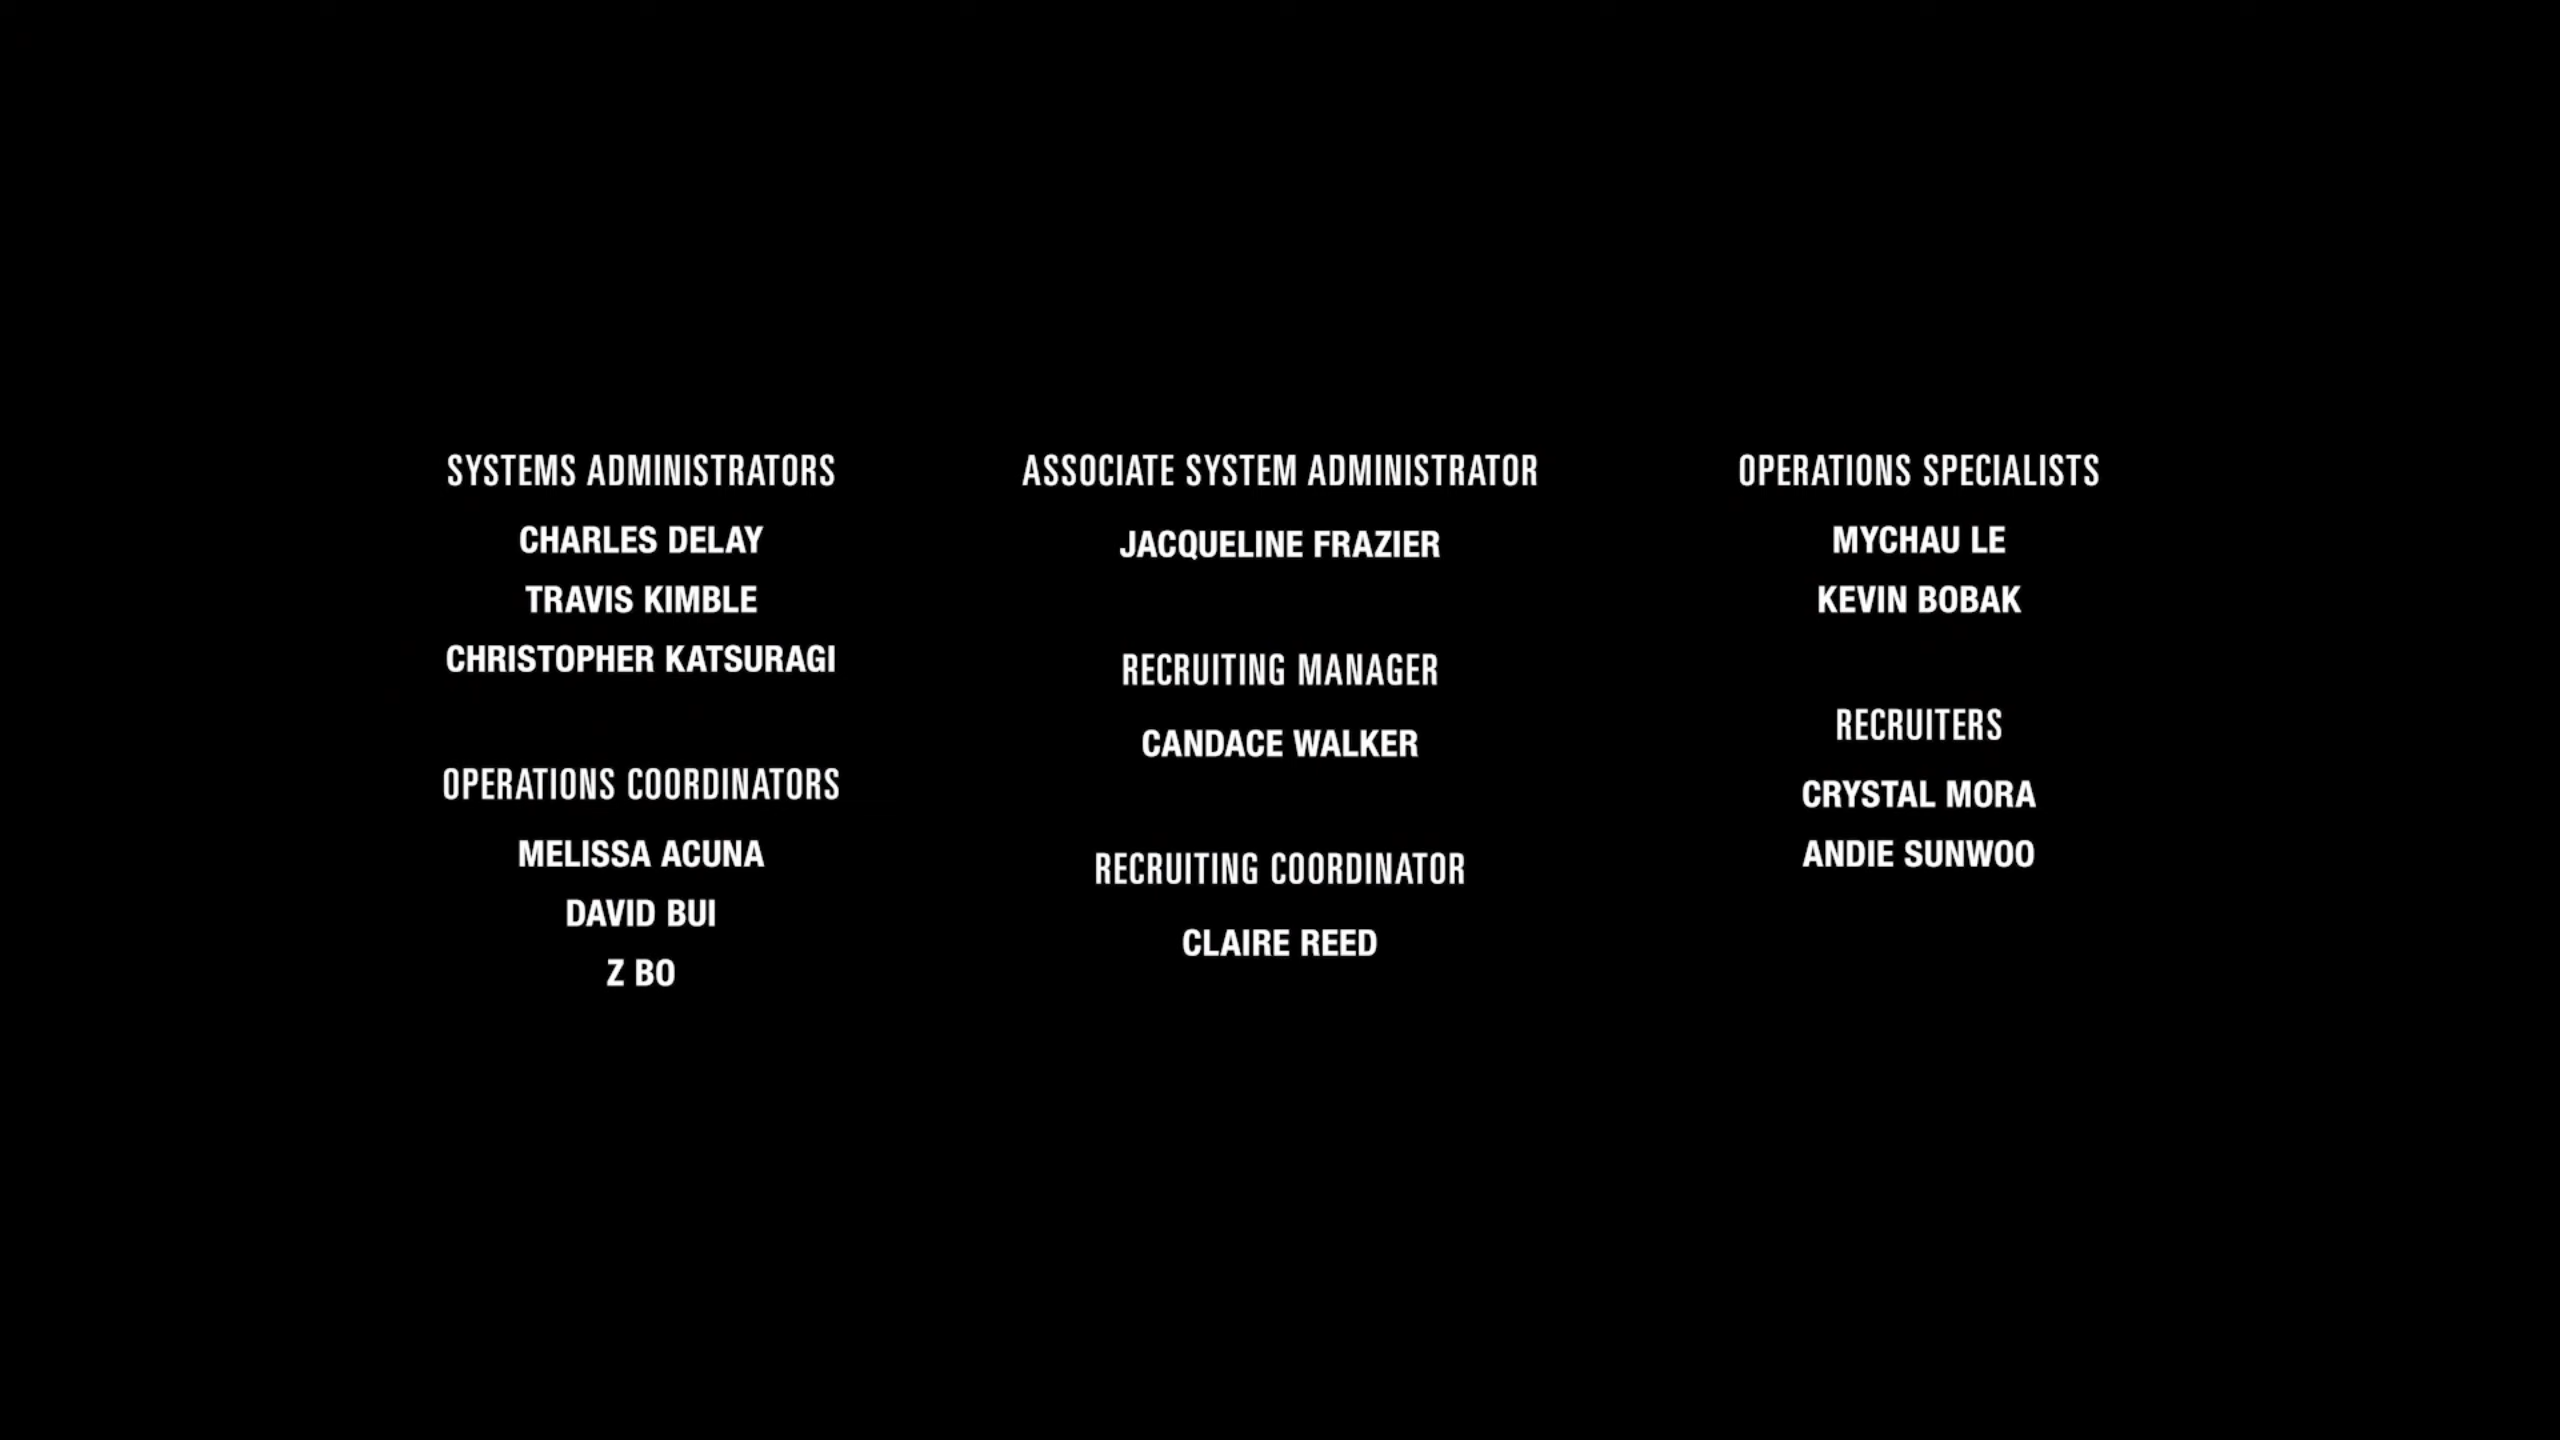 SYSTEMS ADMINISTRATORS
CHARLES DELAY
TRAVIS KIMBLE
CHRISTOPHER KATSURAGI
OPERATIONS COORDINATORS
MELISSA ACUNA
DAVID BUI
Z BO
ASSOCIATE SYSTEM ADMINISTRATOR
JACQUELINE FRAZIER
RECRUITING MANAGER
CANDACE WALKER
RECRUITING COORDINATOR
CLAIRE REED
OPERATIONS SPECIALISTS
MYCHAU LE
KEVIN BOBAK
RECRUITERS
CRYSTAL MORA
ANDIE SUNWOO